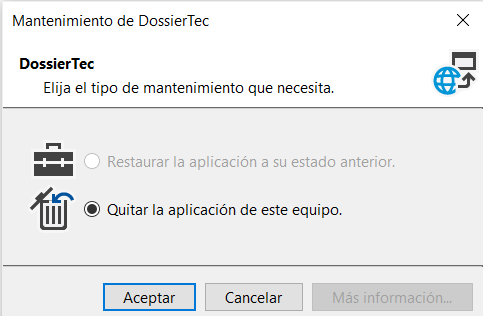 Mantenimiento de DossierTec
DossierTec
Elija el tipo de mantenimiento que necesita.
Restaurar la aplicación a su estado anterior.
Quitar la aplicación de este equipo.
Aceptar Cancelar Más información...